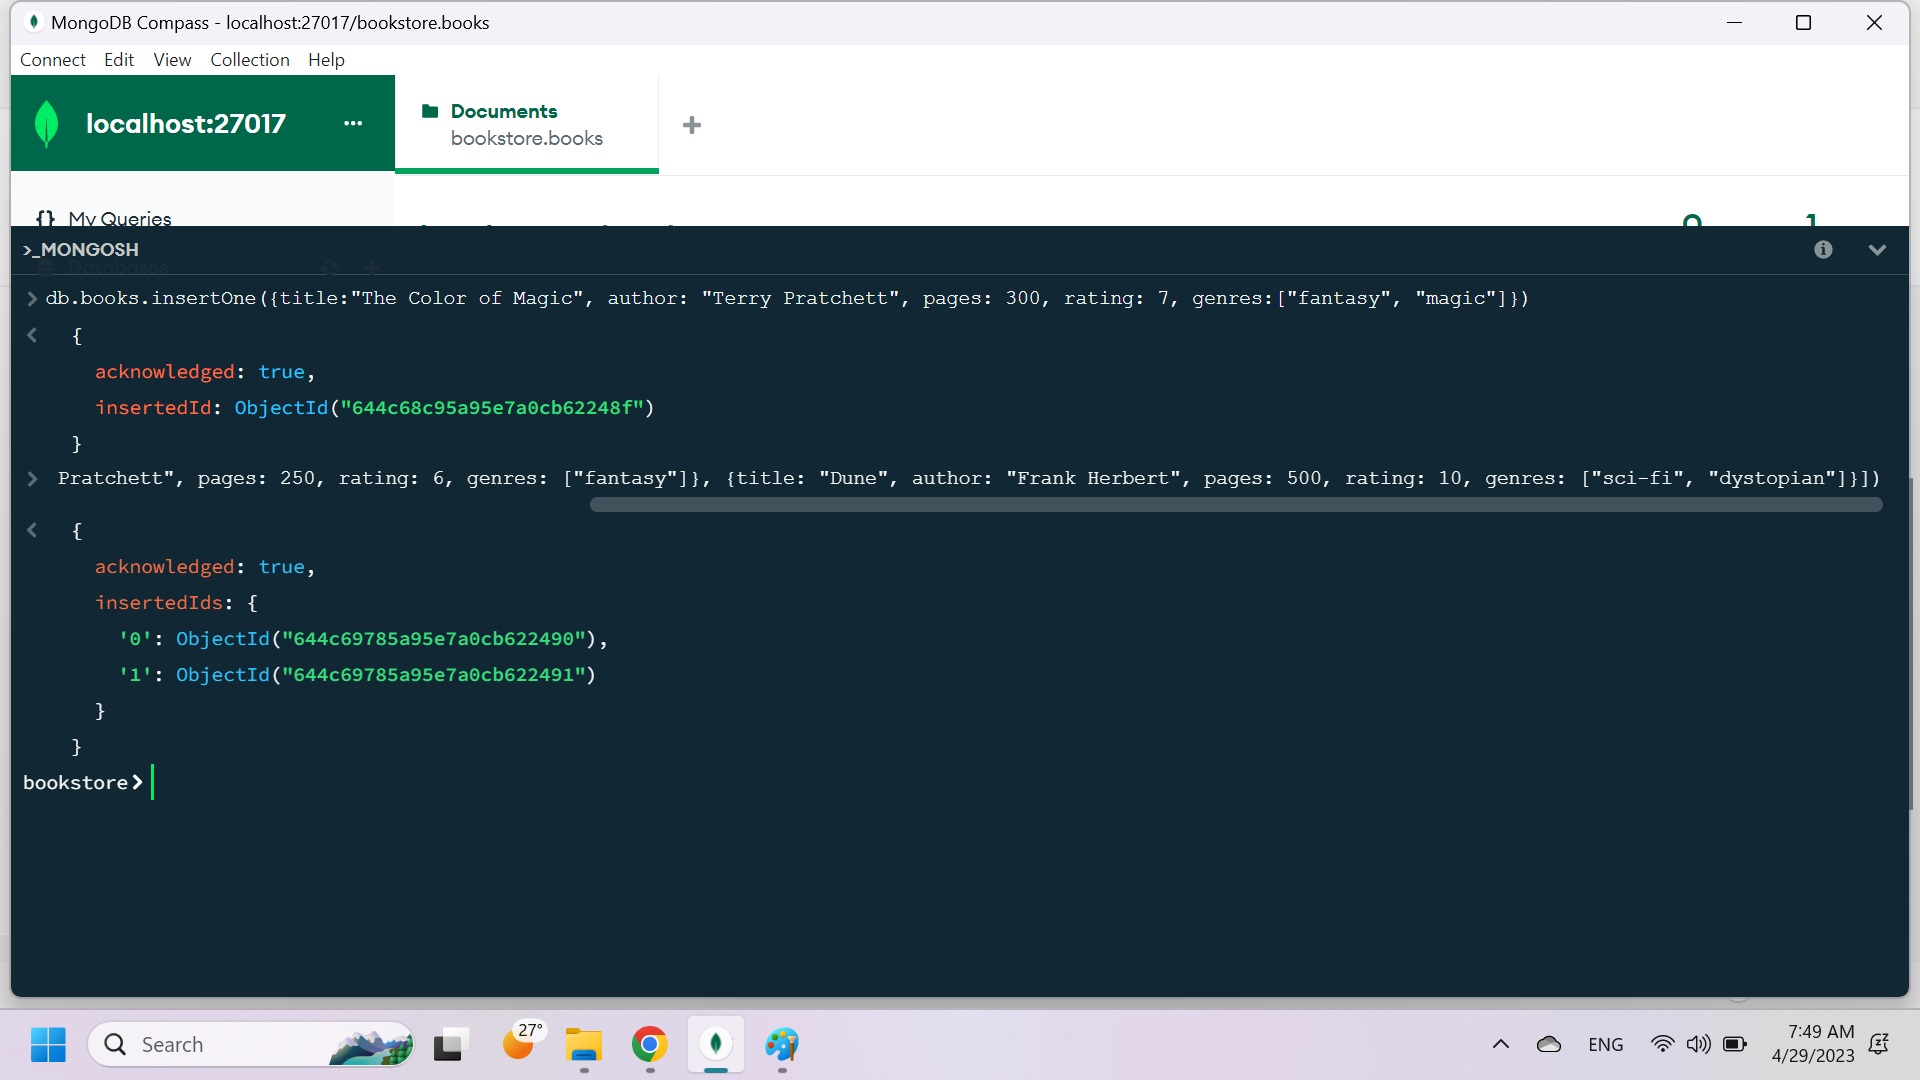 MongoDB Compass - localhost:27017/bookstore.books
Connect Edit View Collection Help
localhost:27017 ...
Documents
bookstore.books
{} My Queries
>_MONGOSH
Databases
db.books.insertOne({title:"The Color of Magic", author: "Terry Pratchett", pages: 300, rating: 7, genres:["fantasy", "magic"]})
{
acknowledged: true,
insertedId: ObjectId("644c68c95a95e7a0cb62248f")
}
Pratchett", pages: 250, rating: 6, genres: ["fantasy"]}, {title: "Dune", author: "Frank Herbert", pages: 500, rating: 10, genres: ["sci-fi", "dystopian"]}])
{
acknowledged: true,
insertedIds: {
'0': ObjectId("644c69785a95e7a0cb622490"),
'1': ObjectId("644c69785a95e7a0cb622491")
}
}
bookstore>
Search
27°
ENG
7:49 AM
4/29/2023